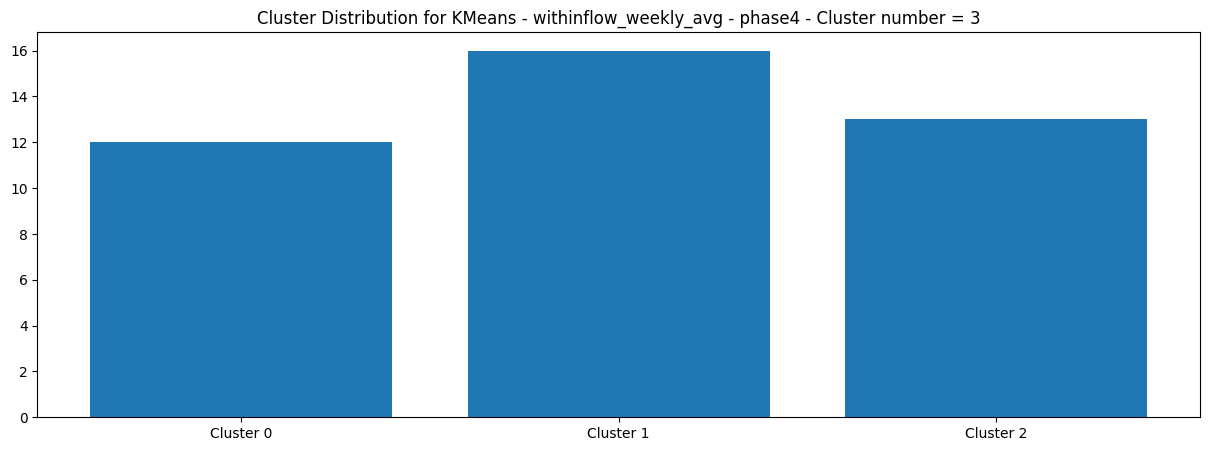 Cluster Distribution for KMeans - withinflow_weekly_avg - phase4 - Cluster number = 3
16
14
12
10
8
6
4
2
0
Cluster 0
Cluster 1
Cluster 2